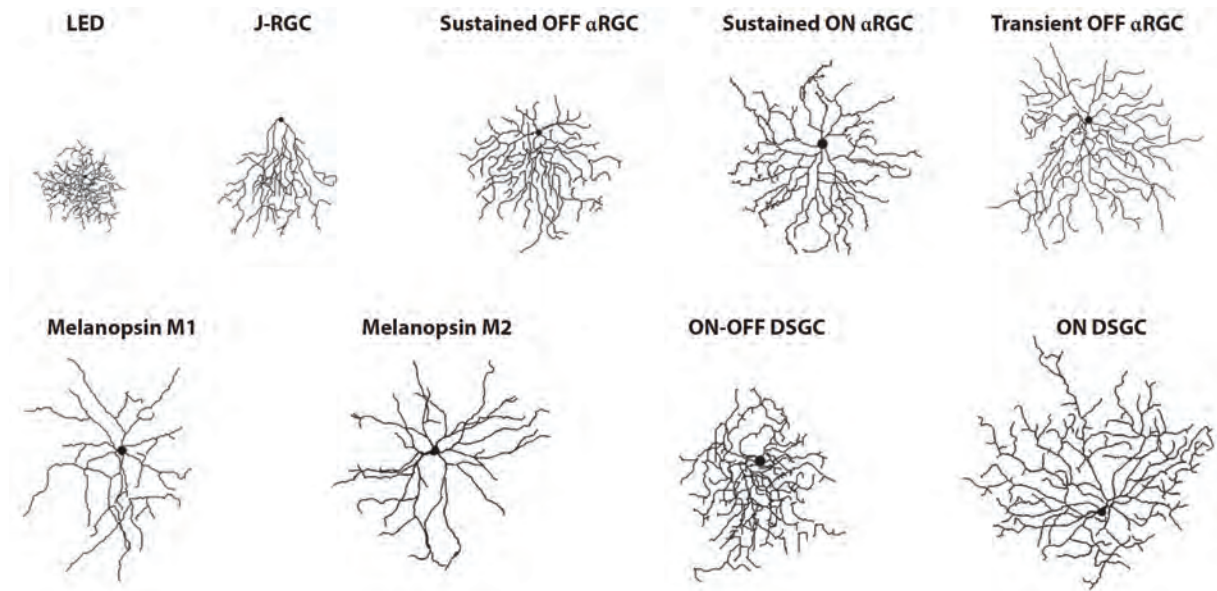 LED
J-RGC
Sustained OFF αRGC
Sustained ON αRGC
Transient OFF αRGC
Melanopsin M1
Melanopsin M2
ON-OFF DSGC
ON DSGC